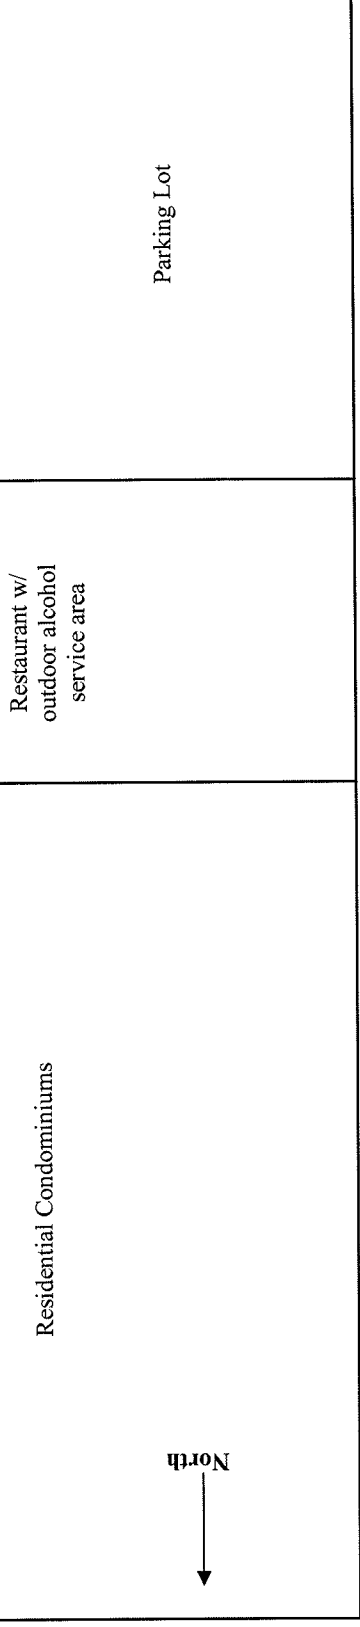 Parking Lot
Restaurant w/
outdoor alcohol
service area
Residential Condominiums
North